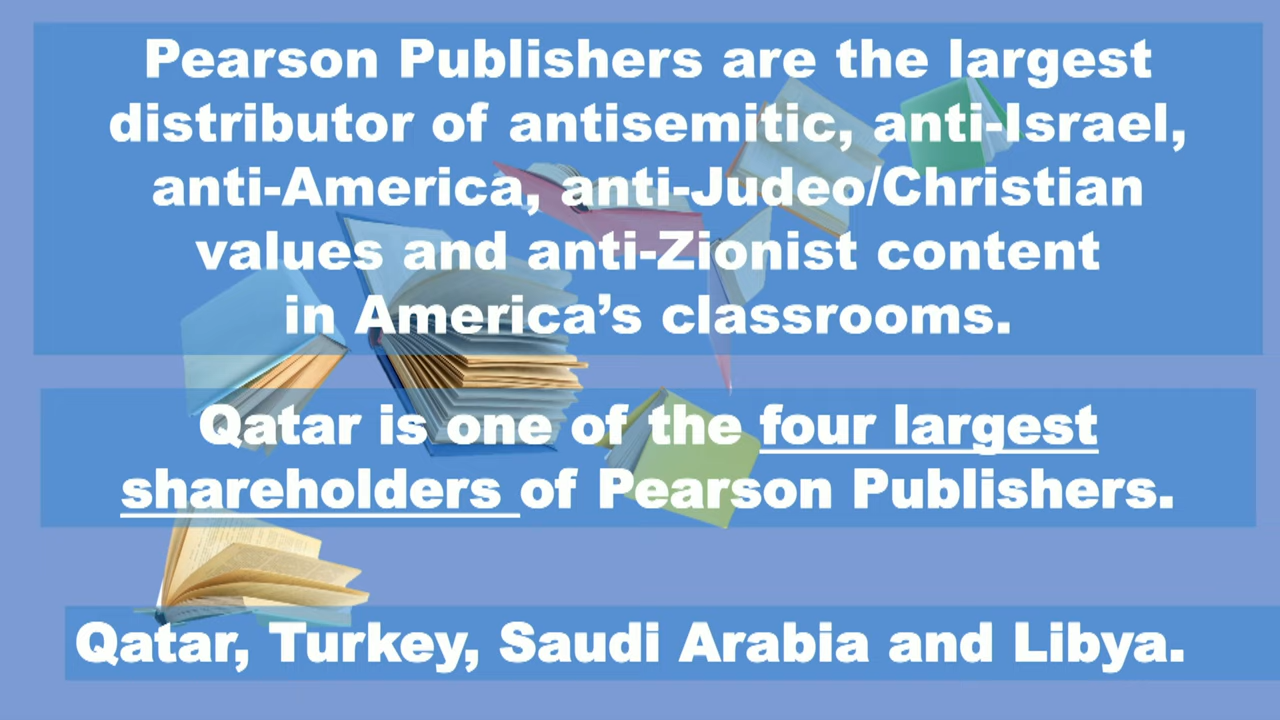 Pearson Publishers are the largest
distributor of antisemitic, anti-Israel,
anti-America, anti-Judeo/Christian
values and anti-Zionist content
in America’s classrooms.
Qatar is one of the four largest
shareholders of Pearson Publishers.
Qatar, Turkey, Saudi Arabia and Libya.